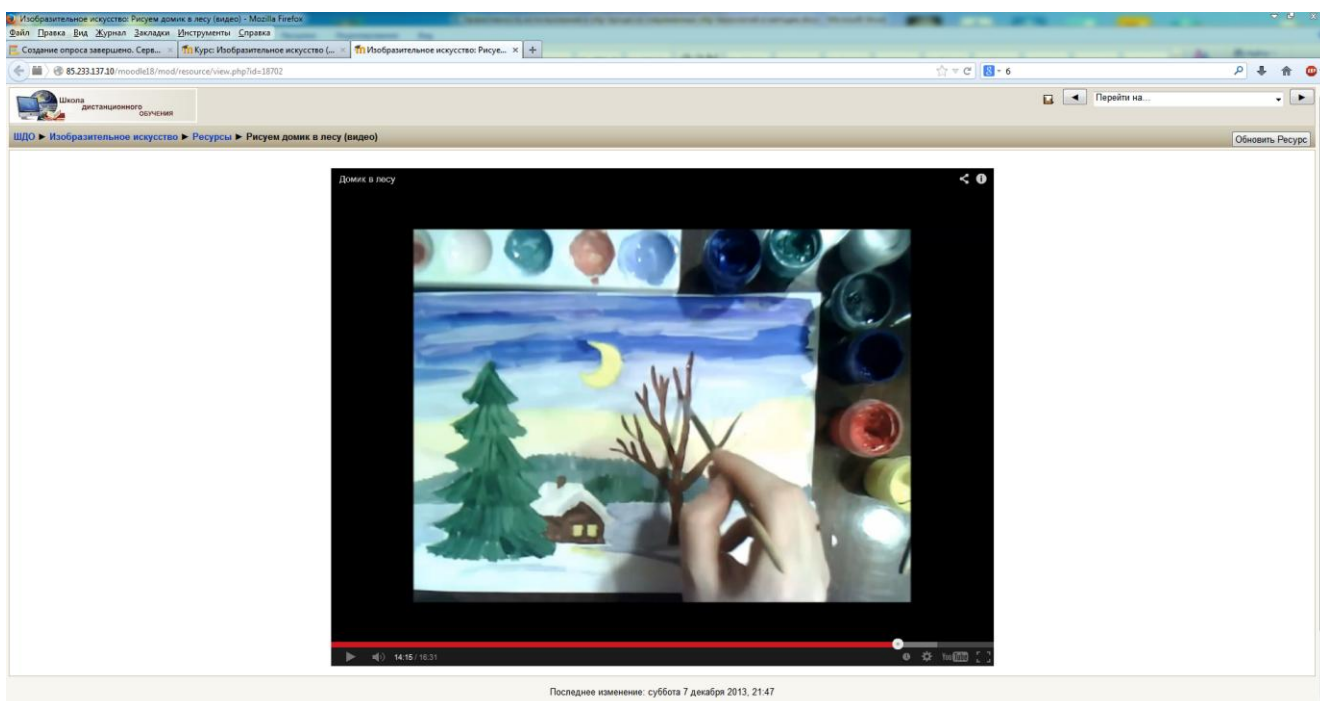 Изобразительное искусство: Рисуем домик в лесу (видео) - Mozilla Firefox
Файл Правка Вид Журнал Закладки Инструменты Справка
Создание опроса завершено. Серв... × Курс: Изобразительное искусство (... × Изобразительное искусство: Рисуе... × +
85.233.137.10/moodle18/mod/resource/view.php?id=18702
8 - 6
Школа
дистанционного
обучения
Перейти на...
ШДО ► Изобразительное искусство ► Ресурсы ► Рисуем домик в лесу (видео)
Обновить Ресурс
Домик в лесу
14:15 / 16:31
YouTube
Последнее изменение: суббота 7 декабря 2013, 21:47